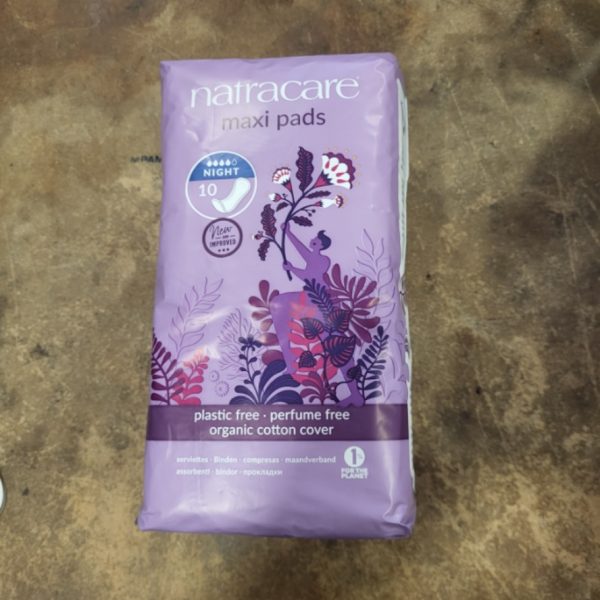 natracare
maxi pads
NIGHT
10
New
AND
IMPROVED
plastic free · perfume free
organic cotton cover
serviettes · Binden · compresas · maandverband
assorbenti · bindor · прокладки
1%
FOR THE
PLANET